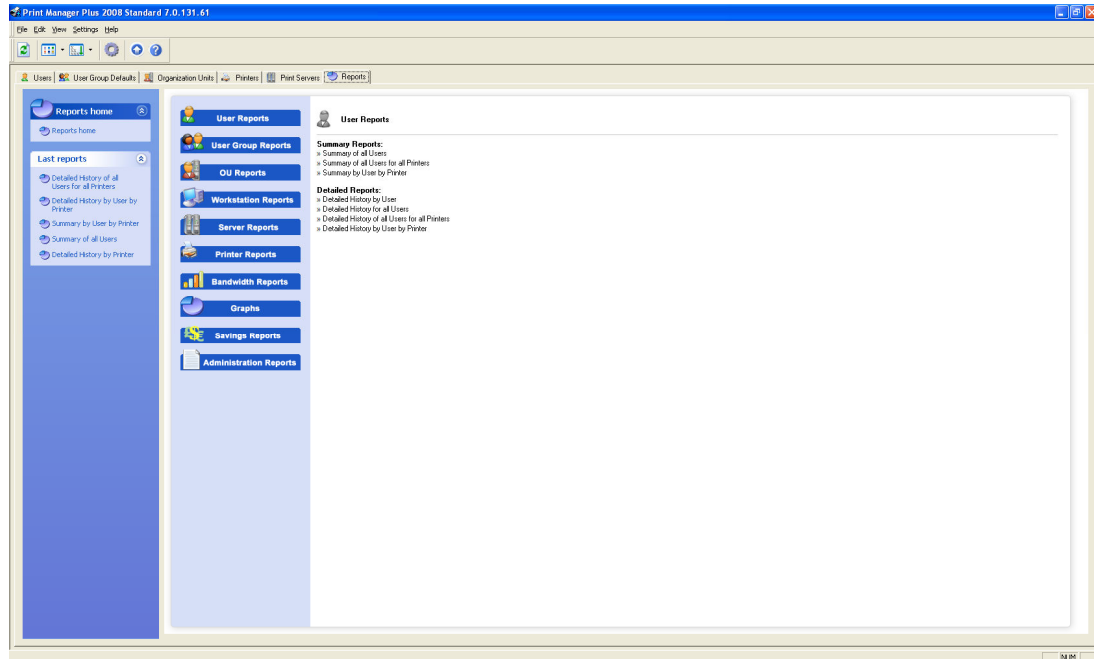 Print Manager Plus 2008 Standard 7.0.131.61
File Edit View Settings Help
Users User Group Defaults Organization Units Printers Print Servers Reports
Reports home
Reports home
Last reports
Detailed History of all
Users for all Printers
Detailed History by User by
Printer
Summary by User by Printer
Summary of all Users
Detailed History by Printer
User Reports
User Group Reports
OU Reports
Workstation Reports
Server Reports
Printer Reports
Bandwidth Reports
Graphs
Savings Reports
Administration Reports
User Reports
Summary Reports:
» Summary of all Users
» Summary of all Users for all Printers
» Summary by User by Printer
Detailed Reports:
» Detailed History by User
» Detailed History for all Users
» Detailed History of all Users for all Printers
» Detailed History by User by Printer
NUM